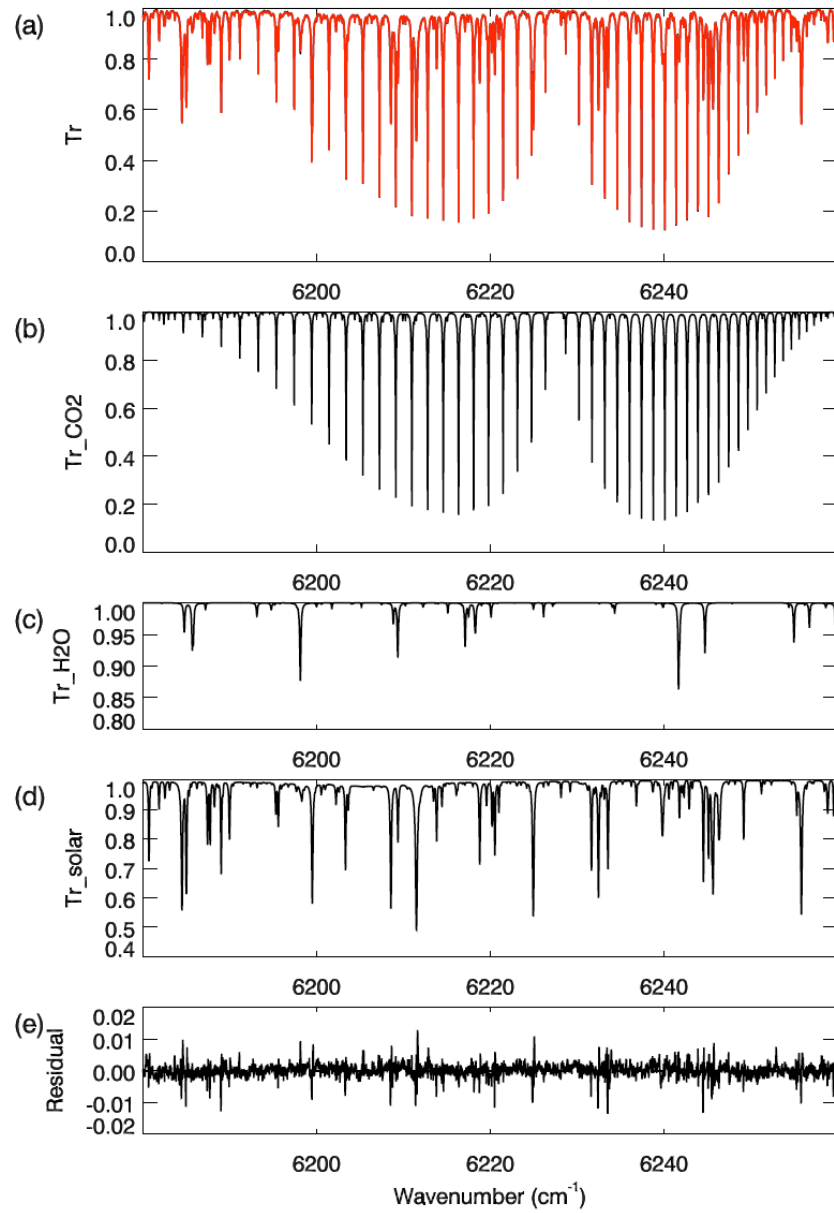 (a)
Tr
1.0
0.8
0.6
0.4
0.2
0.0
6200 6220 6240
(b)
Tr_CO2
1.0
0.8
0.6
0.4
0.2
0.0
6200 6220 6240
(c)
Tr_H2O
1.00
0.95
0.90
0.85
0.80
6200 6220 6240
(d)
Tr_solar
1.0
0.9
0.8
0.7
0.6
0.5
0.4
6200 6220 6240
(e)
Residual
0.02
0.01
0.00
-0.01
-0.02
6200 6220 6240
Wavenumber (cm⁻¹)